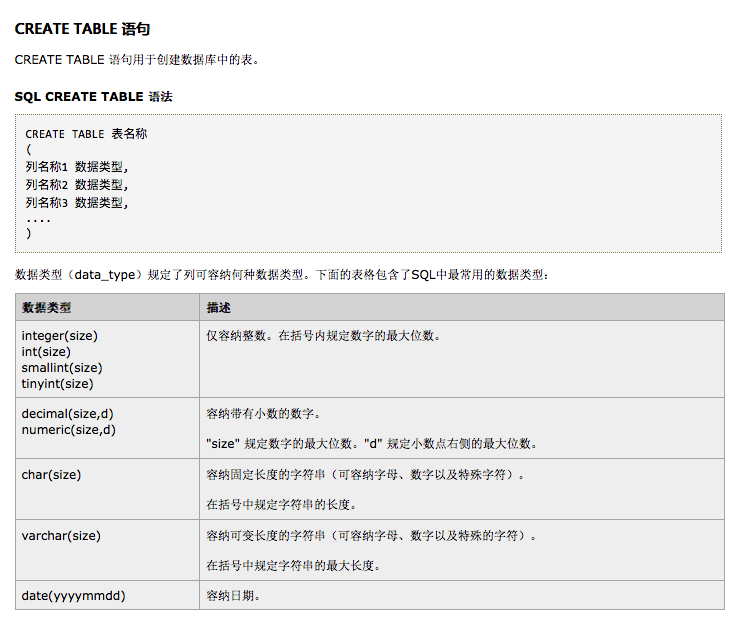 CREATE TABLE 语句
CREATE TABLE 语句用于创建数据库中的表。
SQL CREATE TABLE 语法
CREATE TABLE 表名称
(
列名称1 数据类型,
列名称2 数据类型,
列名称3 数据类型,
....
)
数据类型（data_type）规定了列可容纳何种数据类型。下面的表格包含了SQL中最常用的数据类型：
数据类型 描述
integer(size) 仅容纳整数。在括号内规定数字的最大位数。
int(size)
smallint(size)
tinyint(size)
decimal(size,d) 容纳带有小数的数字。
numeric(size,d)
"size" 规定数字的最大位数。"d" 规定小数点右侧的最大位数。
char(size) 容纳固定长度的字符串（可容纳字母、数字以及特殊字符）。
在括号中规定字符串的长度。
varchar(size) 容纳可变长度的字符串（可容纳字母、数字以及特殊的字符）。
在括号中规定字符串的最大长度。
date(yyyymmdd) 容纳日期。